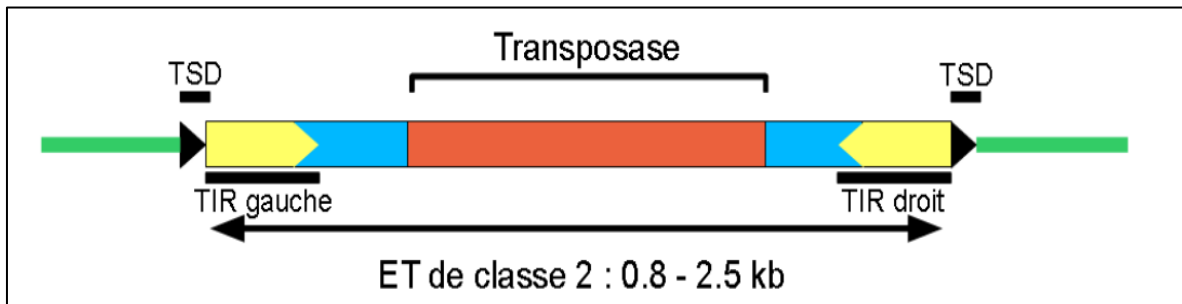 Transposase
TSD
TSD
TIR gauche
TIR droit
ET de classe 2 : 0.8 - 2.5 kb